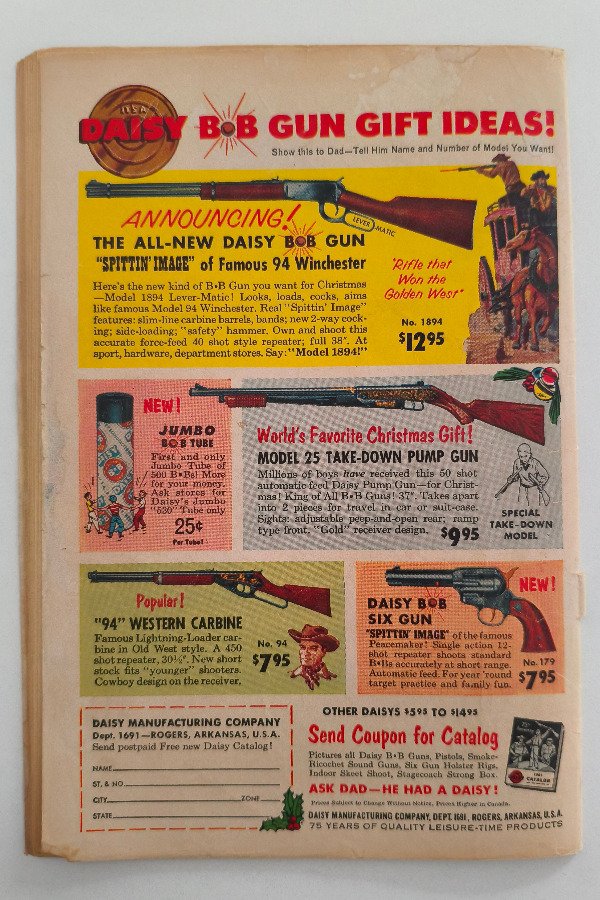 USA
DAISY B•B GUN GIFT IDEAS!
Show this to Dad—Tell Him Name and Number of Model You Want!
LEVER-MATIC
ANNOUNCING!
THE ALL-NEW DAISY B•B GUN
"SPITTIN' IMAGE" of Famous 94 Winchester
Here's the new kind of B•B Gun you want for Christmas
—Model 1894 Lever-Matic! Looks, loads, cocks, aims
like famous Model 94 Winchester. Real "Spittin' Image"
features: slim-line carbine barrels, bands; new 2-way cock-
ing; side-loading; "safety" hammer. Own and shoot this
accurate force-feed 40 shot style repeater; full 38". At
sport, hardware, department stores. Say: "Model 1894!"
"Rifle that
Won the
Golden West"
No. 1894
$12.95
NEW!
JUMBO
B•B TUBE
First and only
Jumbo Tube of
500 B•Bs! More
for your money.
Ask stores for
Daisy's Jumbo
"530" Tube only
25¢
Per Tube!
World's Favorite Christmas Gift!
MODEL 25 TAKE-DOWN PUMP GUN
Millions of boys have received this 50 shot
automatic-feed Daisy Pump Gun—for Christ-
mas! King of All B•B Guns! 37". Takes apart
into 2 pieces for travel in car or suit-case.
Sights: adjustable peep-and-open rear; ramp
type front. "Gold" receiver design.
$9.95
SPECIAL
TAKE-DOWN
MODEL
Popular!
"94" WESTERN CARBINE
Famous Lightning-Loader car-
bine in Old West style. A 450
shot repeater, 30½". New short
stock fits "younger" shooters.
Cowboy design on the receiver.
No. 94
$7.95
NEW!
DAISY B•B
SIX GUN
"SPITTIN' IMAGE" of the famous
Peacemaker! Single action 12-
shot repeater shoots standard
B•Bs accurately at short range.
Automatic feed. For year 'round
target practice and family fun.
No. 179
$7.95
DAISY MANUFACTURING COMPANY
Dept. 1691—ROGERS, ARKANSAS, U.S.A.
Send postpaid Free new Daisy Catalog!
NAME
ST. & NO.
CITY ZONE
STATE
OTHER DAISYS $5.95 TO $14.95
Send Coupon for Catalog
Pictures all Daisy B•B Guns, Pistols, Smoke-
Ricochet Sound Guns, Six Gun Holster Rigs,
Indoor Skeet Shoot, Stagecoach Strong Box.
ASK DAD—HE HAD A DAISY!
Prices Subject to Change Without Notice. Prices Higher in Canada.
DAISY MANUFACTURING COMPANY, DEPT. 1691, ROGERS, ARKANSAS, U.S.A.
75 YEARS OF QUALITY LEISURE-TIME PRODUCTS
CATALOG